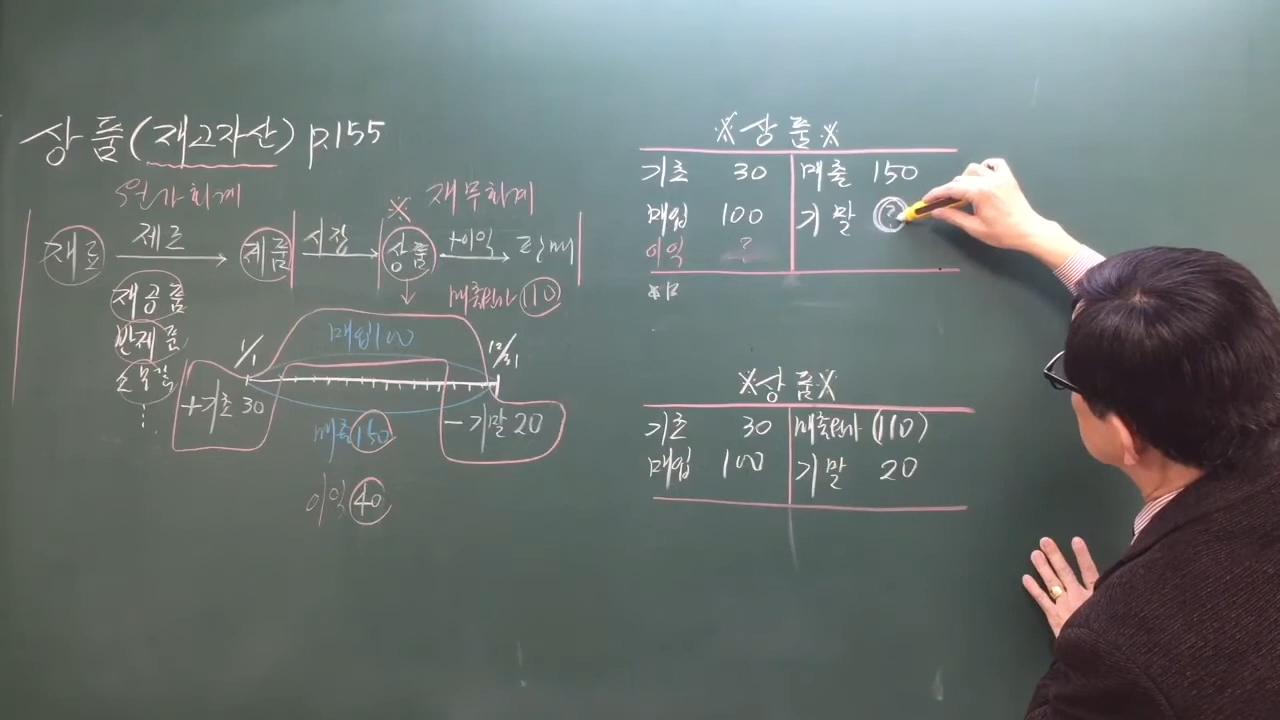 상품(재고자산) p.155
원가회계
재무회계
재료
제조
제품
시장
※
상품
+이익
판매
재공품
반제품
소모품
⋮
매출원가 110
매입 100
1/1
12/31
+기초 30
매출 150
-기말 20
이익 40
※상품※
기초 30 매출 150
매입 100 기말 ?
이익 ?
※상품※
기초 30 매출원가 (110)
매입 100 기말 20